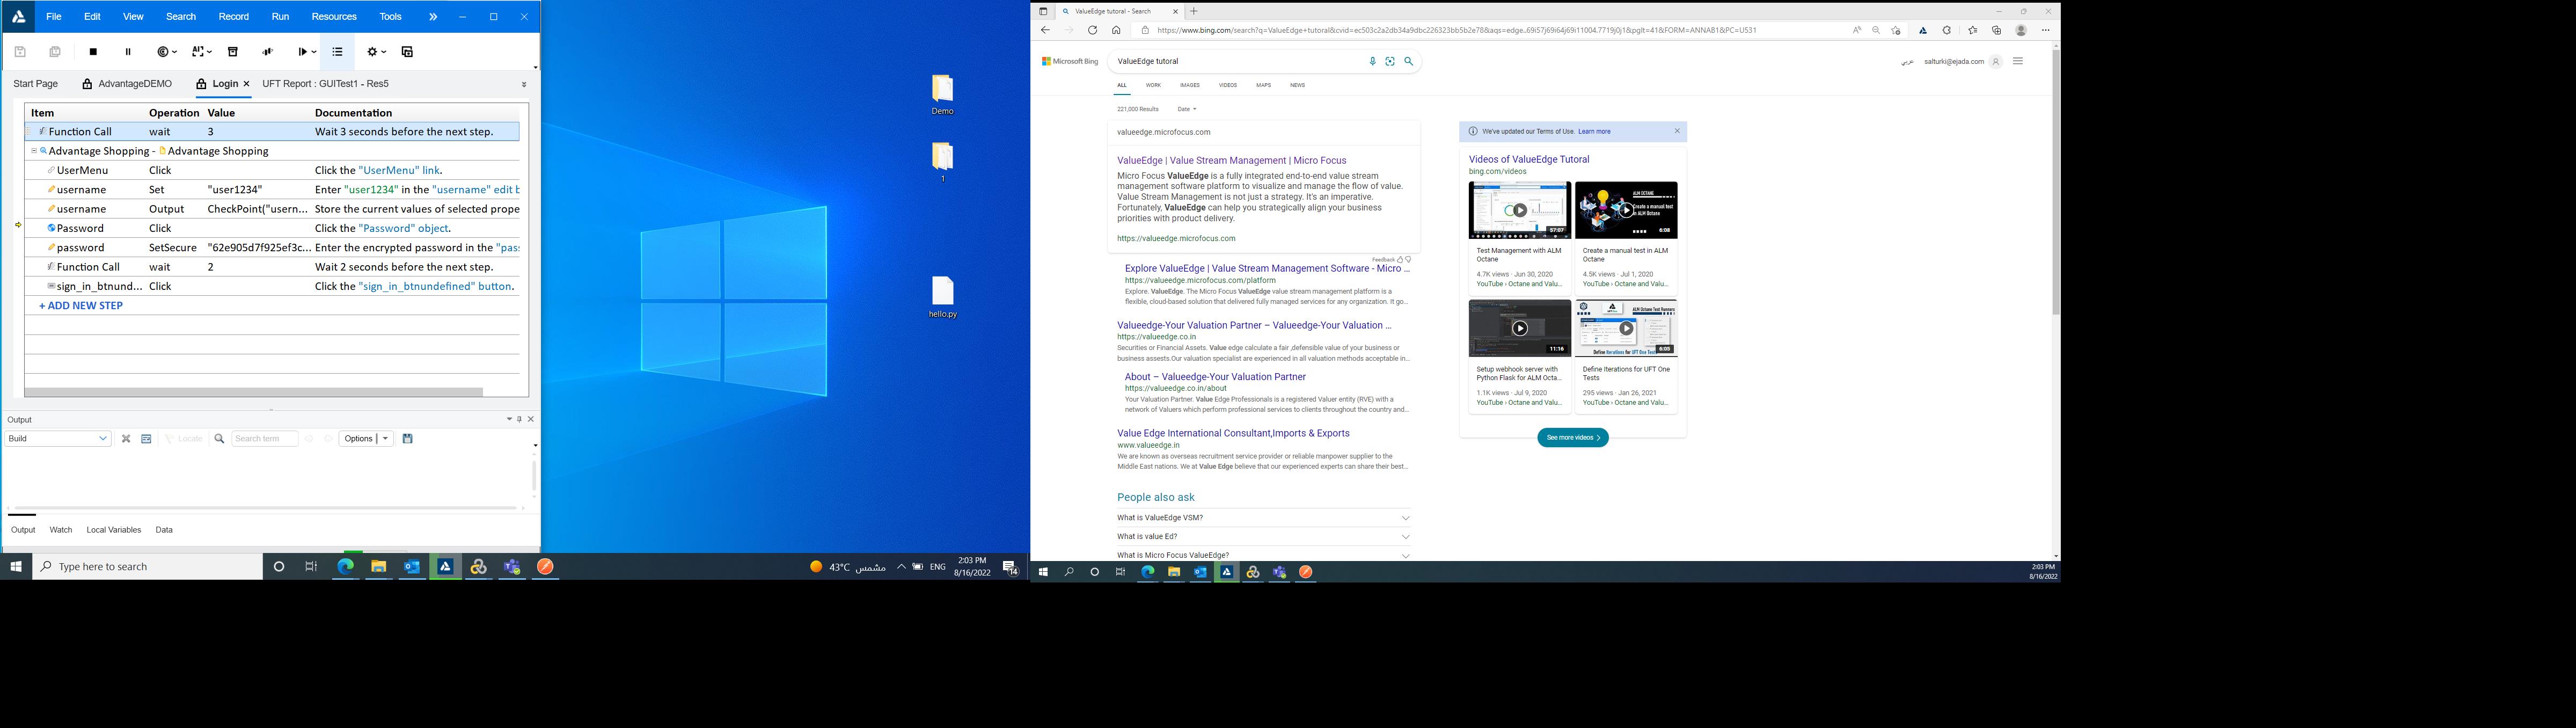 File Edit View Search Record Run Resources Tools
Start Page AdvantageDEMO Login UFT Report : GUITest1 - Res5
Item Operation Value Documentation
Function Call wait 3 Wait 3 seconds before the next step.
Advantage Shopping - Advantage Shopping
UserMenu Click Click the "UserMenu" link.
username Set "user1234" Enter "user1234" in the "username" edit b
username Output CheckPoint("usern... Store the current values of selected prope
Password Click Click the "Password" object.
password SetSecure "62e905d7f925ef3c... Enter the encrypted password in the "pas
Function Call wait 2 Wait 2 seconds before the next step.
sign_in_btnund... Click Click the "sign_in_btnundefined" button.
+ ADD NEW STEP
Output
Build Locate Search term Options
Output Watch Local Variables Data
Demo
1
hello.py
Type here to search
43°C مشمس ENG 2:03 PM
8/16/2022 14
ValueEdge tutoral - Search
https://www.bing.com/search?q=ValueEdge+tutoral&cvid=ec503c2a2db34a9dbc226323bb5b2e78&aqs=edge..69i57j69i64j69i11004.7719j0j1&pglt=41&FORM=ANNAB1&PC=U531
Microsoft Bing ValueEdge tutoral عربي salturki@ejada.com
ALL WORK IMAGES VIDEOS MAPS NEWS
221,000 Results Date
valueedge.microfocus.com
ValueEdge | Value Stream Management | Micro Focus
Micro Focus ValueEdge is a fully integrated end-to-end value stream
management software platform to visualize and manage the flow of value.
Value Stream Management is not just a strategy. It's an imperative.
Fortunately, ValueEdge can help you strategically align your business
priorities with product delivery.
https://valueedge.microfocus.com
Feedback
Explore ValueEdge | Value Stream Management Software - Micro ...
https://valueedge.microfocus.com/platform
Explore. ValueEdge. The Micro Focus ValueEdge value stream management platform is a
flexible, cloud-based solution that delivered fully managed services for any organization. It go...
Valueedge-Your Valuation Partner – Valueedge-Your Valuation ...
https://valueedge.co.in
Securities or Financial Assets. Value edge calculate a fair ,defensible value of your business or
business assests.Our valuation specialist are experienced in all valuation methods acceptable in...
About – Valueedge-Your Valuation Partner
https://valueedge.co.in/about
Your Valuation Partner. Value Edge Professionals is a registered Valuer entity (RVE) with a
network of Valuers which perform professional services to clients throughout the country and...
Value Edge International Consultant,Imports & Exports
www.valueedge.in
We are known as overseas recruitment service provider or reliable manpower supplier to the
Middle East nations. We at Value Edge believe that our experienced experts can share their best...
People also ask
What is ValueEdge VSM?
What is value Ed?
What is Micro Focus ValueEdge?
We've updated our Terms of Use. Learn more
Videos of ValueEdge Tutoral
bing.com/videos
57:07
ALM OCTANE
Create a manual test
in ALM Octane
6:08
Test Management with ALM
Octane
4.7K views · Jun 30, 2020
YouTube › Octane and Valu...
Create a manual test in ALM
Octane
4.5K views · Jul 1, 2020
YouTube › Octane and Valu...
11:16
ALM Octane Test Runners
Define Iterations for UFT One Test
6:05
Setup webhook server with
Python Flask for ALM Octa...
1.1K views · Jul 9, 2020
YouTube › Octane and Valu...
Define Iterations for UFT One
Tests
295 views · Jan 26, 2021
YouTube › Octane and Valu...
See more videos
2:03 PM
8/16/2022